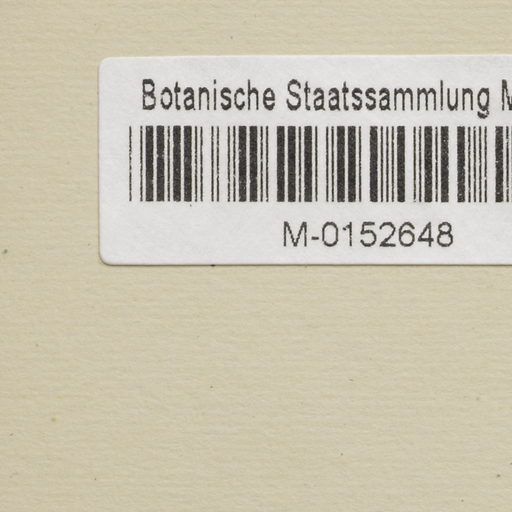 Botanische Staatssammlung
M-0152648